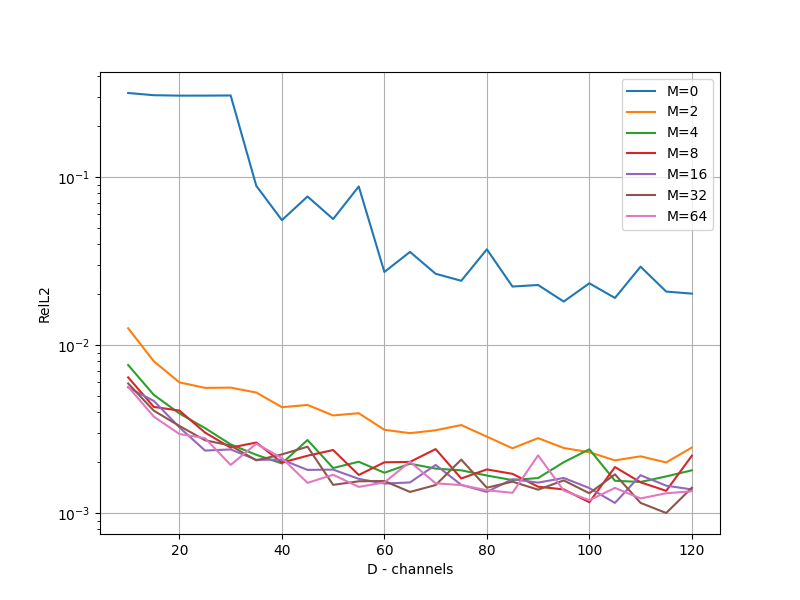 M=0
M=2
M=4
M=8
M=16
M=32
M=64
10⁻¹
10⁻²
10⁻³
RelL2
20 40 60 80 100 120
D - channels